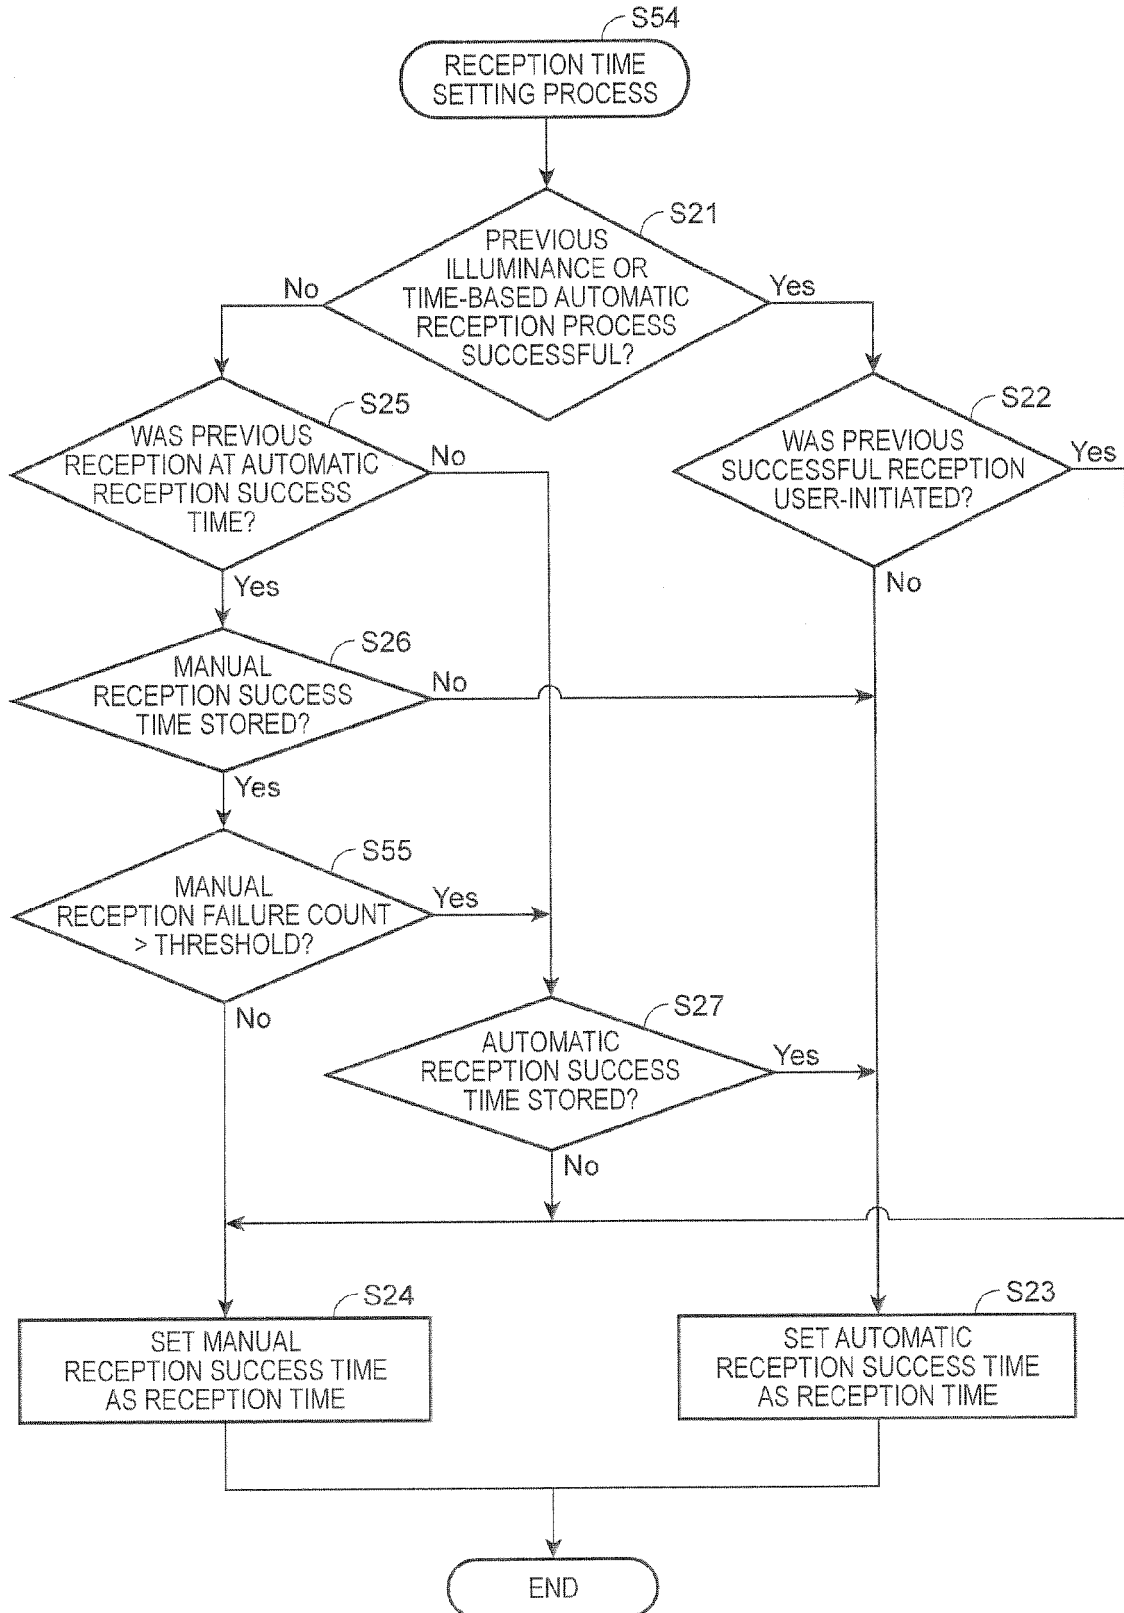 S54
RECEPTION TIME
SETTING PROCESS
S21
PREVIOUS
ILLUMINANCE OR
TIME-BASED AUTOMATIC
RECEPTION PROCESS
SUCCESSFUL?
No
Yes
S25
WAS PREVIOUS
RECEPTION AT AUTOMATIC
RECEPTION SUCCESS
TIME?
No
Yes
S22
WAS PREVIOUS
SUCCESSFUL RECEPTION
USER-INITIATED?
Yes
No
S26
MANUAL
RECEPTION SUCCESS
TIME STORED?
No
Yes
S55
MANUAL
RECEPTION FAILURE COUNT
> THRESHOLD?
Yes
No
S27
AUTOMATIC
RECEPTION SUCCESS
TIME STORED?
Yes
No
S24
SET MANUAL
RECEPTION SUCCESS TIME
AS RECEPTION TIME
S23
SET AUTOMATIC
RECEPTION SUCCESS TIME
AS RECEPTION TIME
END